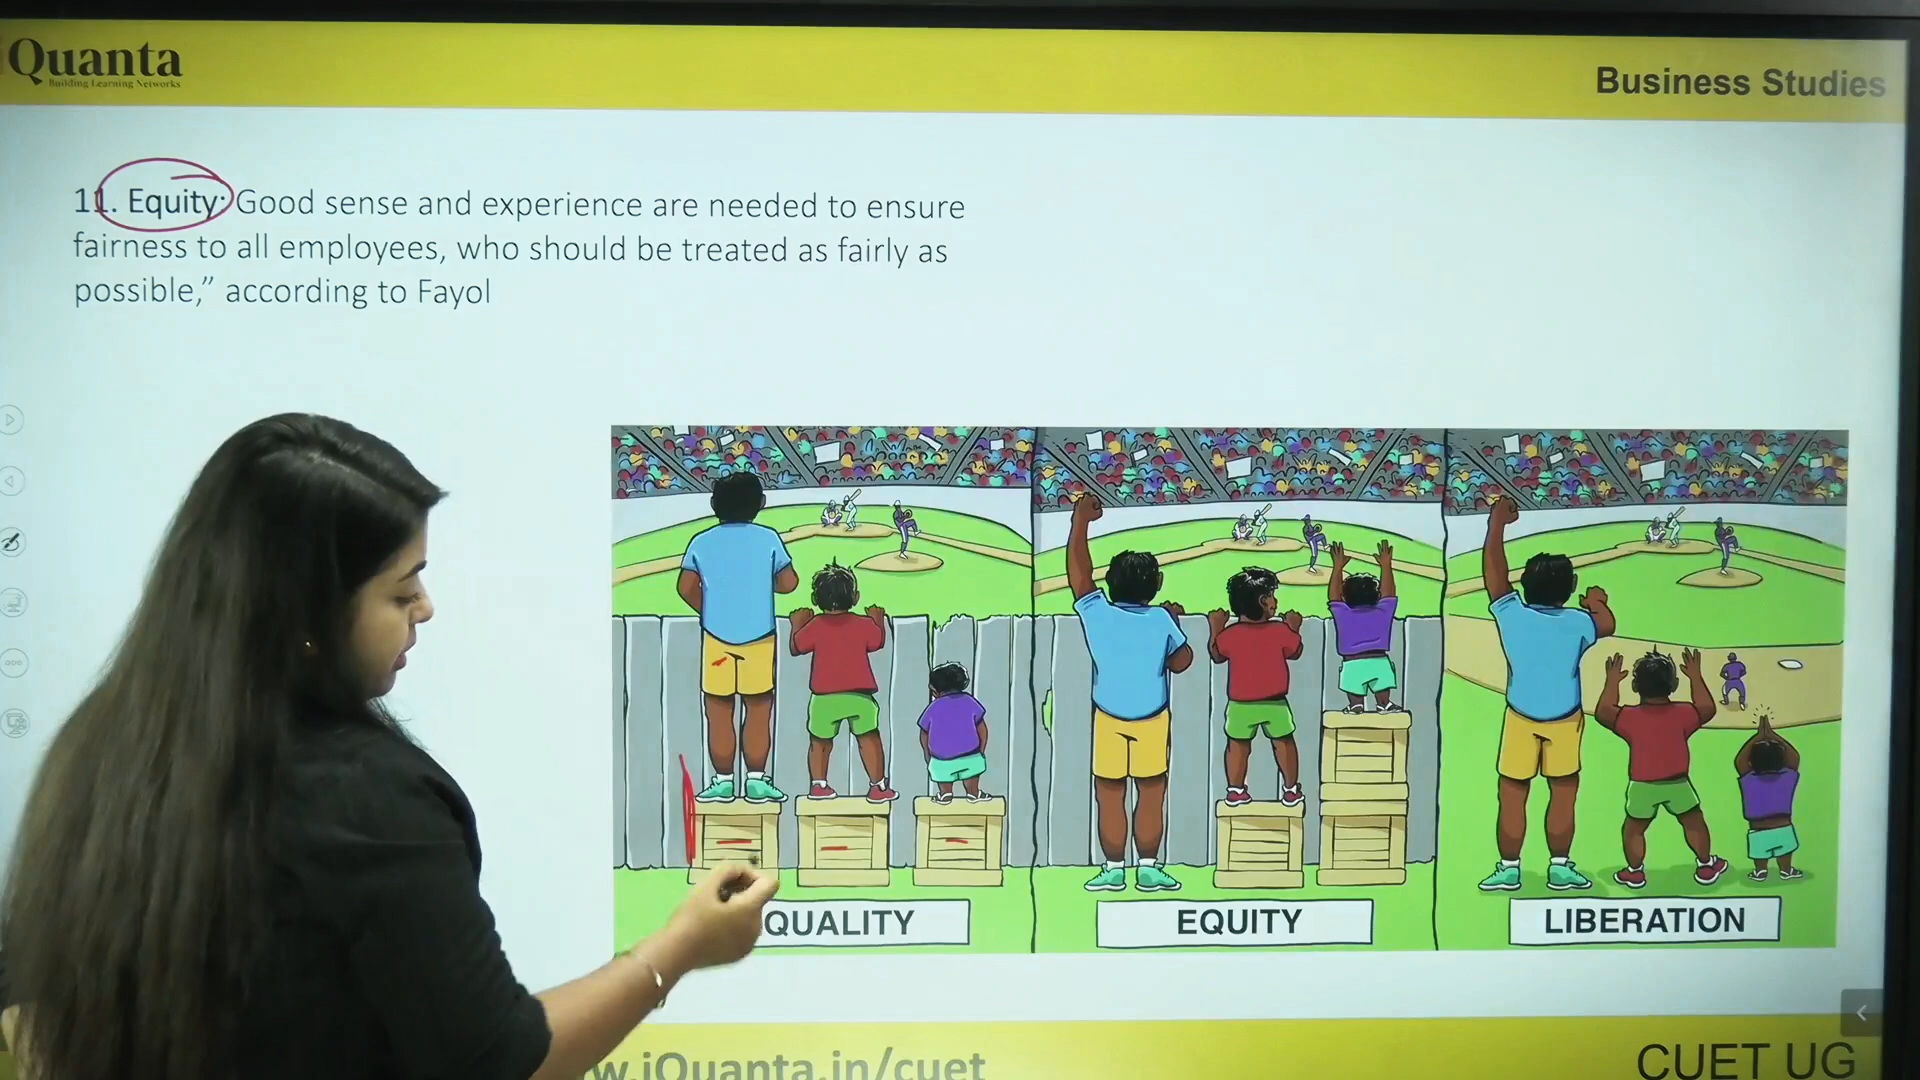 Quanta
Building Learning Networks
Business Studies
11. Equity: Good sense and experience are needed to ensure
fairness to all employees, who should be treated as fairly as
possible,” according to Fayol
QUALITY
EQUITY
LIBERATION
w.iQuanta.in/cuet
CUET UG